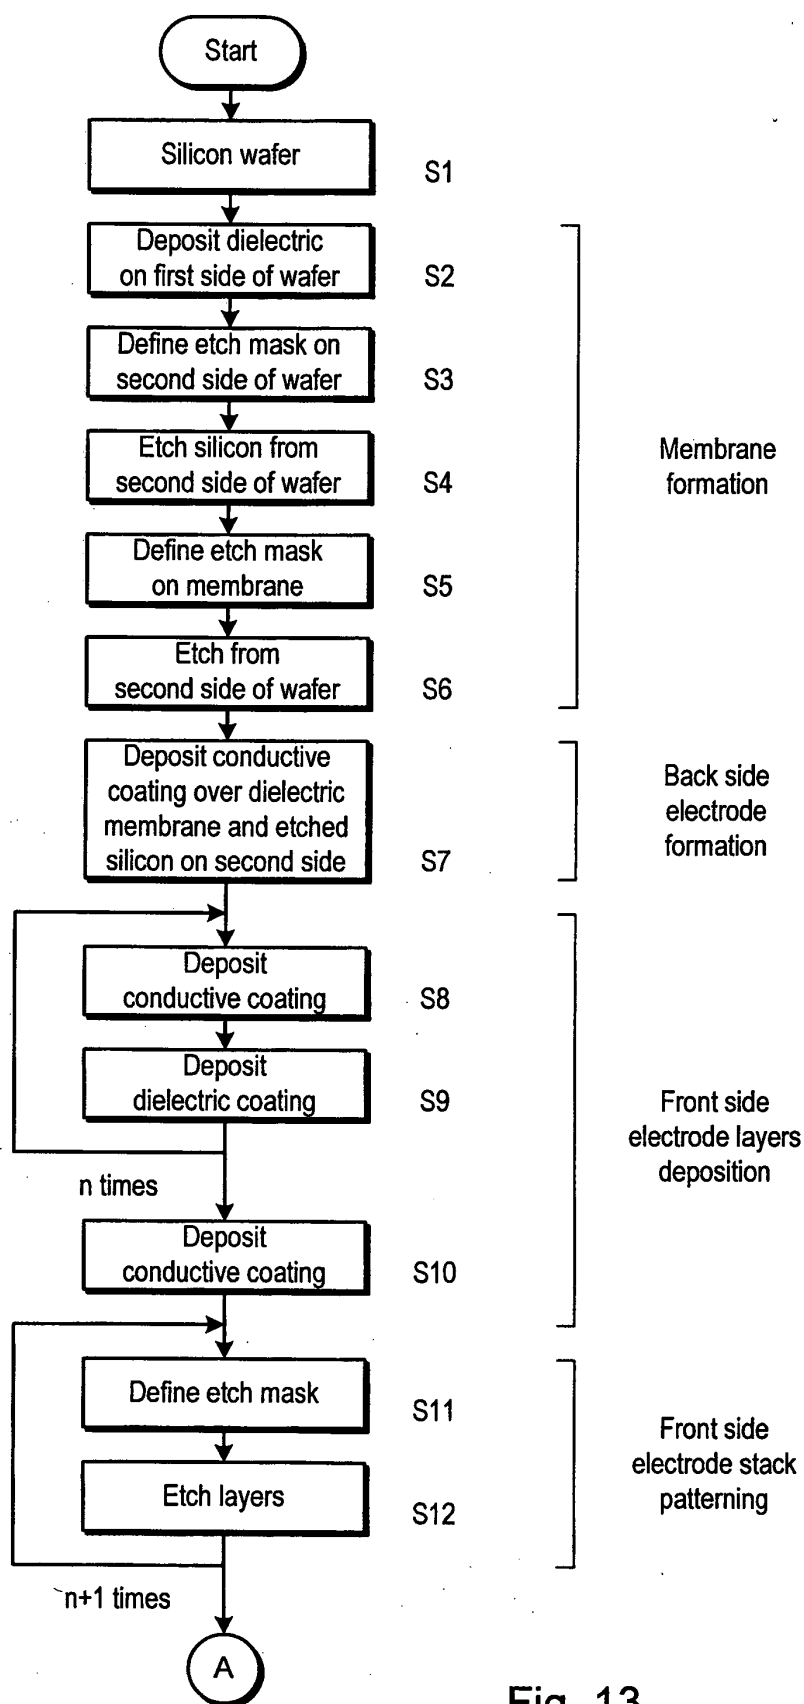 Start
Silicon wafer
S1
Deposit dielectric
on first side of wafer
S2
Define etch mask on
second side of wafer
S3
Etch silicon from
second side of wafer
S4
Define etch mask
on membrane
S5
Etch from
second side of wafer
S6
Membrane
formation
Deposit conductive
coating over dielectric
membrane and etched
silicon on second side
S7
Back side
electrode
formation
Deposit
conductive coating
S8
Deposit
dielectric coating
S9
n times
Deposit
conductive coating
S10
Front side
electrode layers
deposition
Define etch mask
S11
Etch layers
S12
n+1 times
Front side
electrode stack
patterning
A
Fig. 13